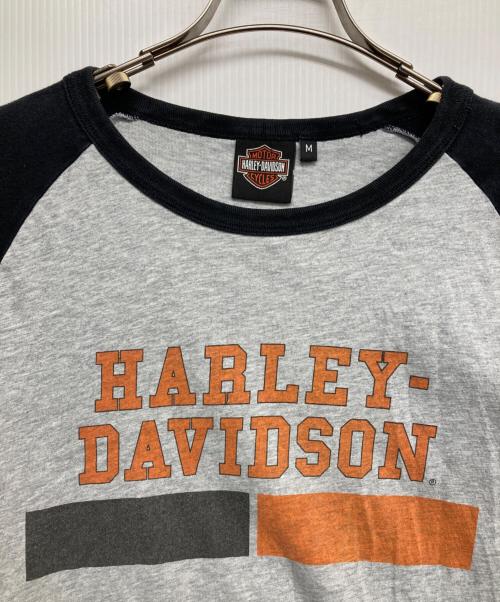 MOTOR
HARLEY-DAVIDSON
CYCLES
®
M
HARLEY-
DAVIDSON
®